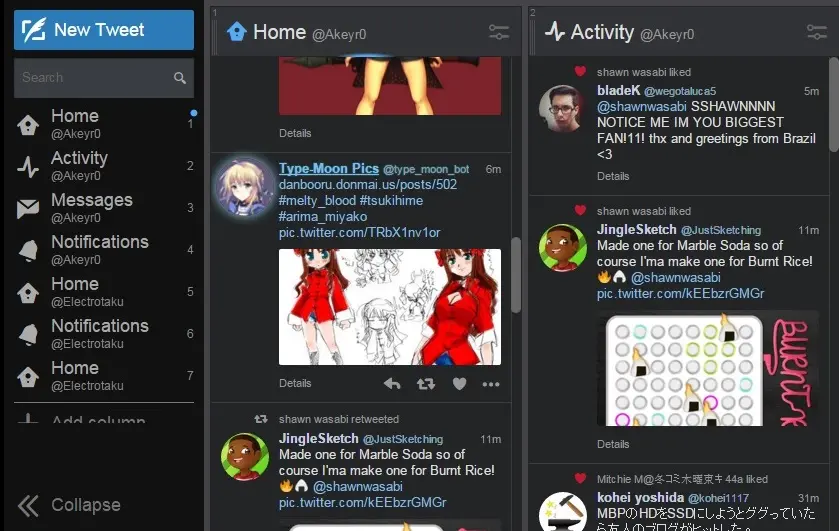 New Tweet
Search
Home
@Akeyr0
1
Activity
@Akeyr0
2
Messages
@Akeyr0
3
Notifications
@Akeyr0
4
Home
@Electrotaku
5
Notifications
@Electrotaku
6
Home
@Electrotaku
7
Add column
Collapse
1
Home @Akeyr0
Details
Type-Moon Pics @type_moon_bot 6m
danbooru.donmai.us/posts/502
#melty_blood #tsukihime
#arima_miyako
pic.twitter.com/TRbX1nv1or
Details
shawn wasabi retweeted
JingleSketch @JustSketching 11m
Made one for Marble Soda so of
course I'ma make one for Burnt Rice!
🔥🍙 @shawnwasabi
pic.twitter.com/kEEbzrGMGr
2
Activity @Akeyr0
shawn wasabi liked
bladeK @wegotaluca5 5m
@shawnwasabi SSHAWNNNN
NOTICE ME IM YOU BIGGEST
FAN!11! thx and greetings from Brazil
<3
Details
shawn wasabi liked
JingleSketch @JustSketching 11m
Made one for Marble Soda so of
course I'ma make one for Burnt Rice!
🔥🍙 @shawnwasabi
pic.twitter.com/kEEbzrGMGr
Details
Mitchie M@冬コミ木曜東キ44a liked
kohei yoshida @kohei1117 31m
MBPのHDをSSDにしようとググっていた
ら友人のブログがヒットした。